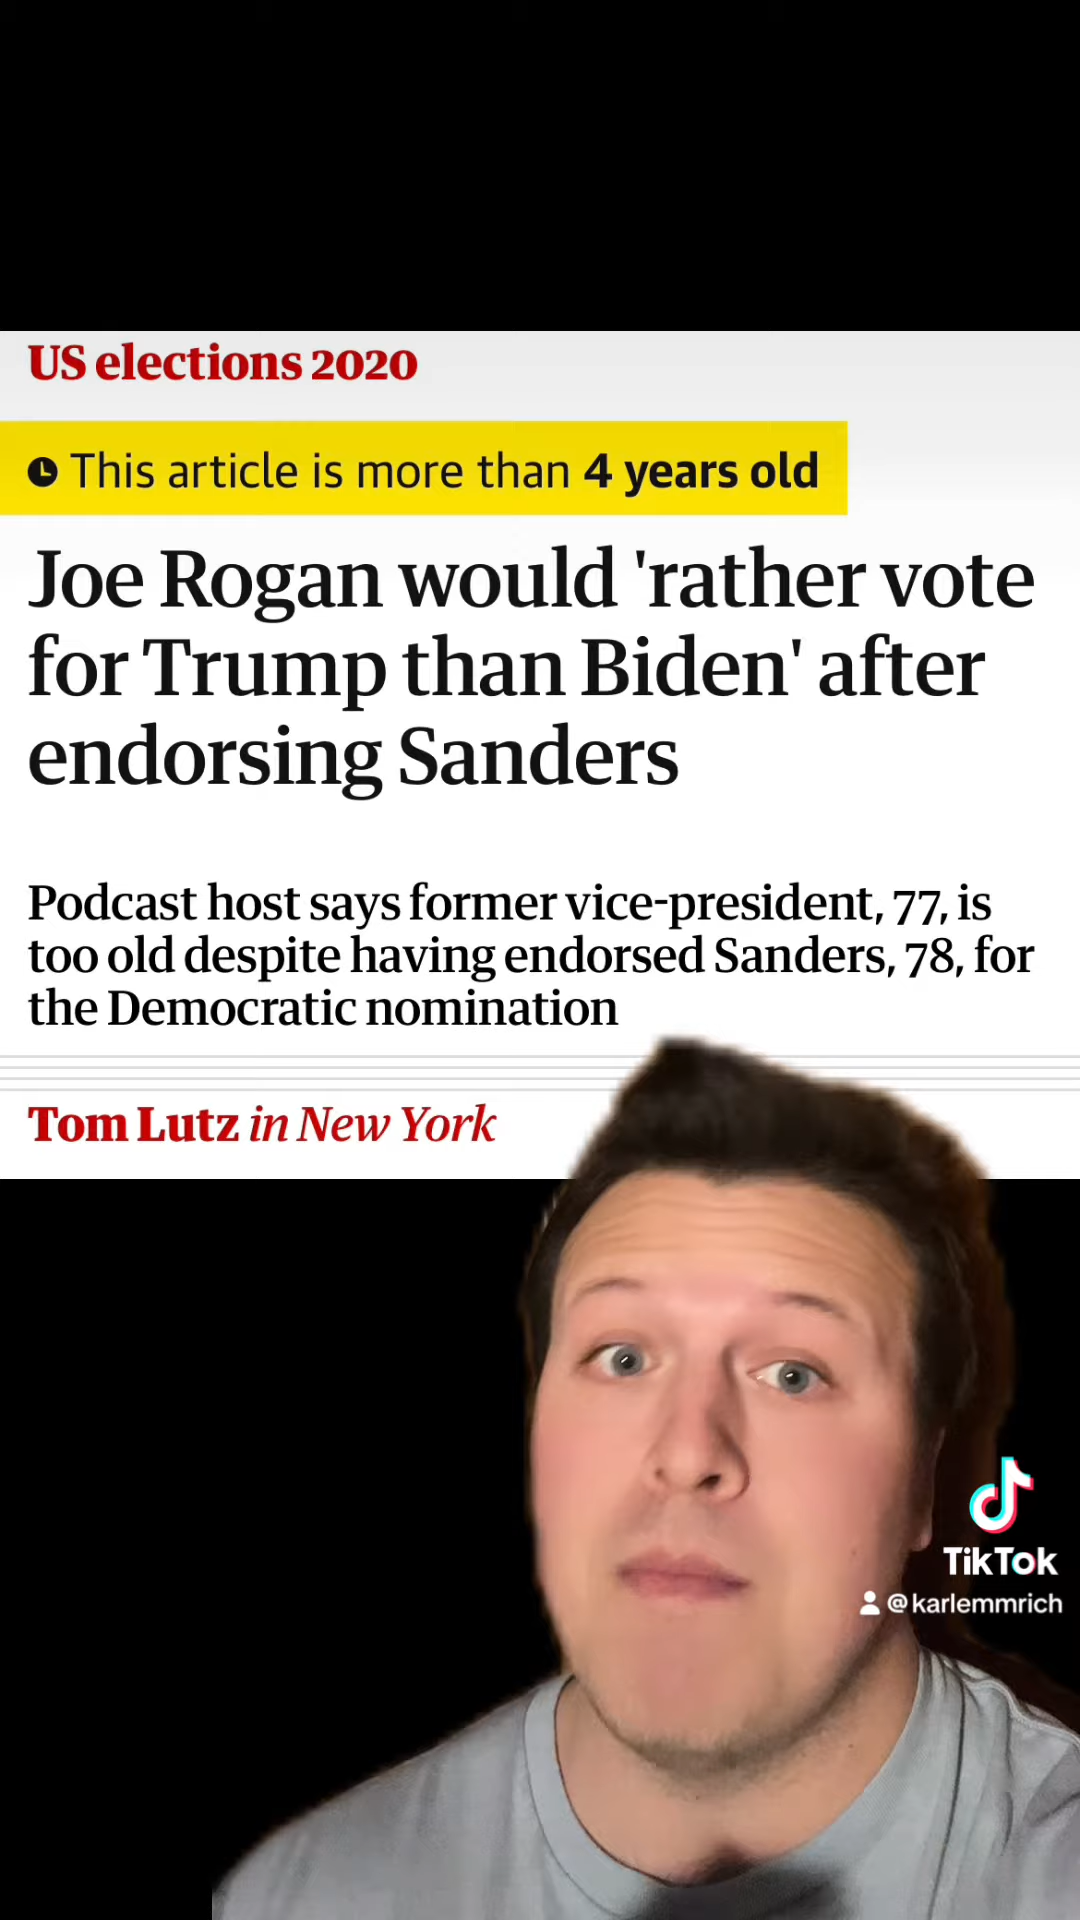 US elections 2020
This article is more than 4 years old
Joe Rogan would 'rather vote
for Trump than Biden' after
endorsing Sanders
Podcast host says former vice-president, 77, is
too old despite having endorsed Sanders, 78, for
the Democratic nomination
Tom Lutz in New York
TikTok
@karlemmrich